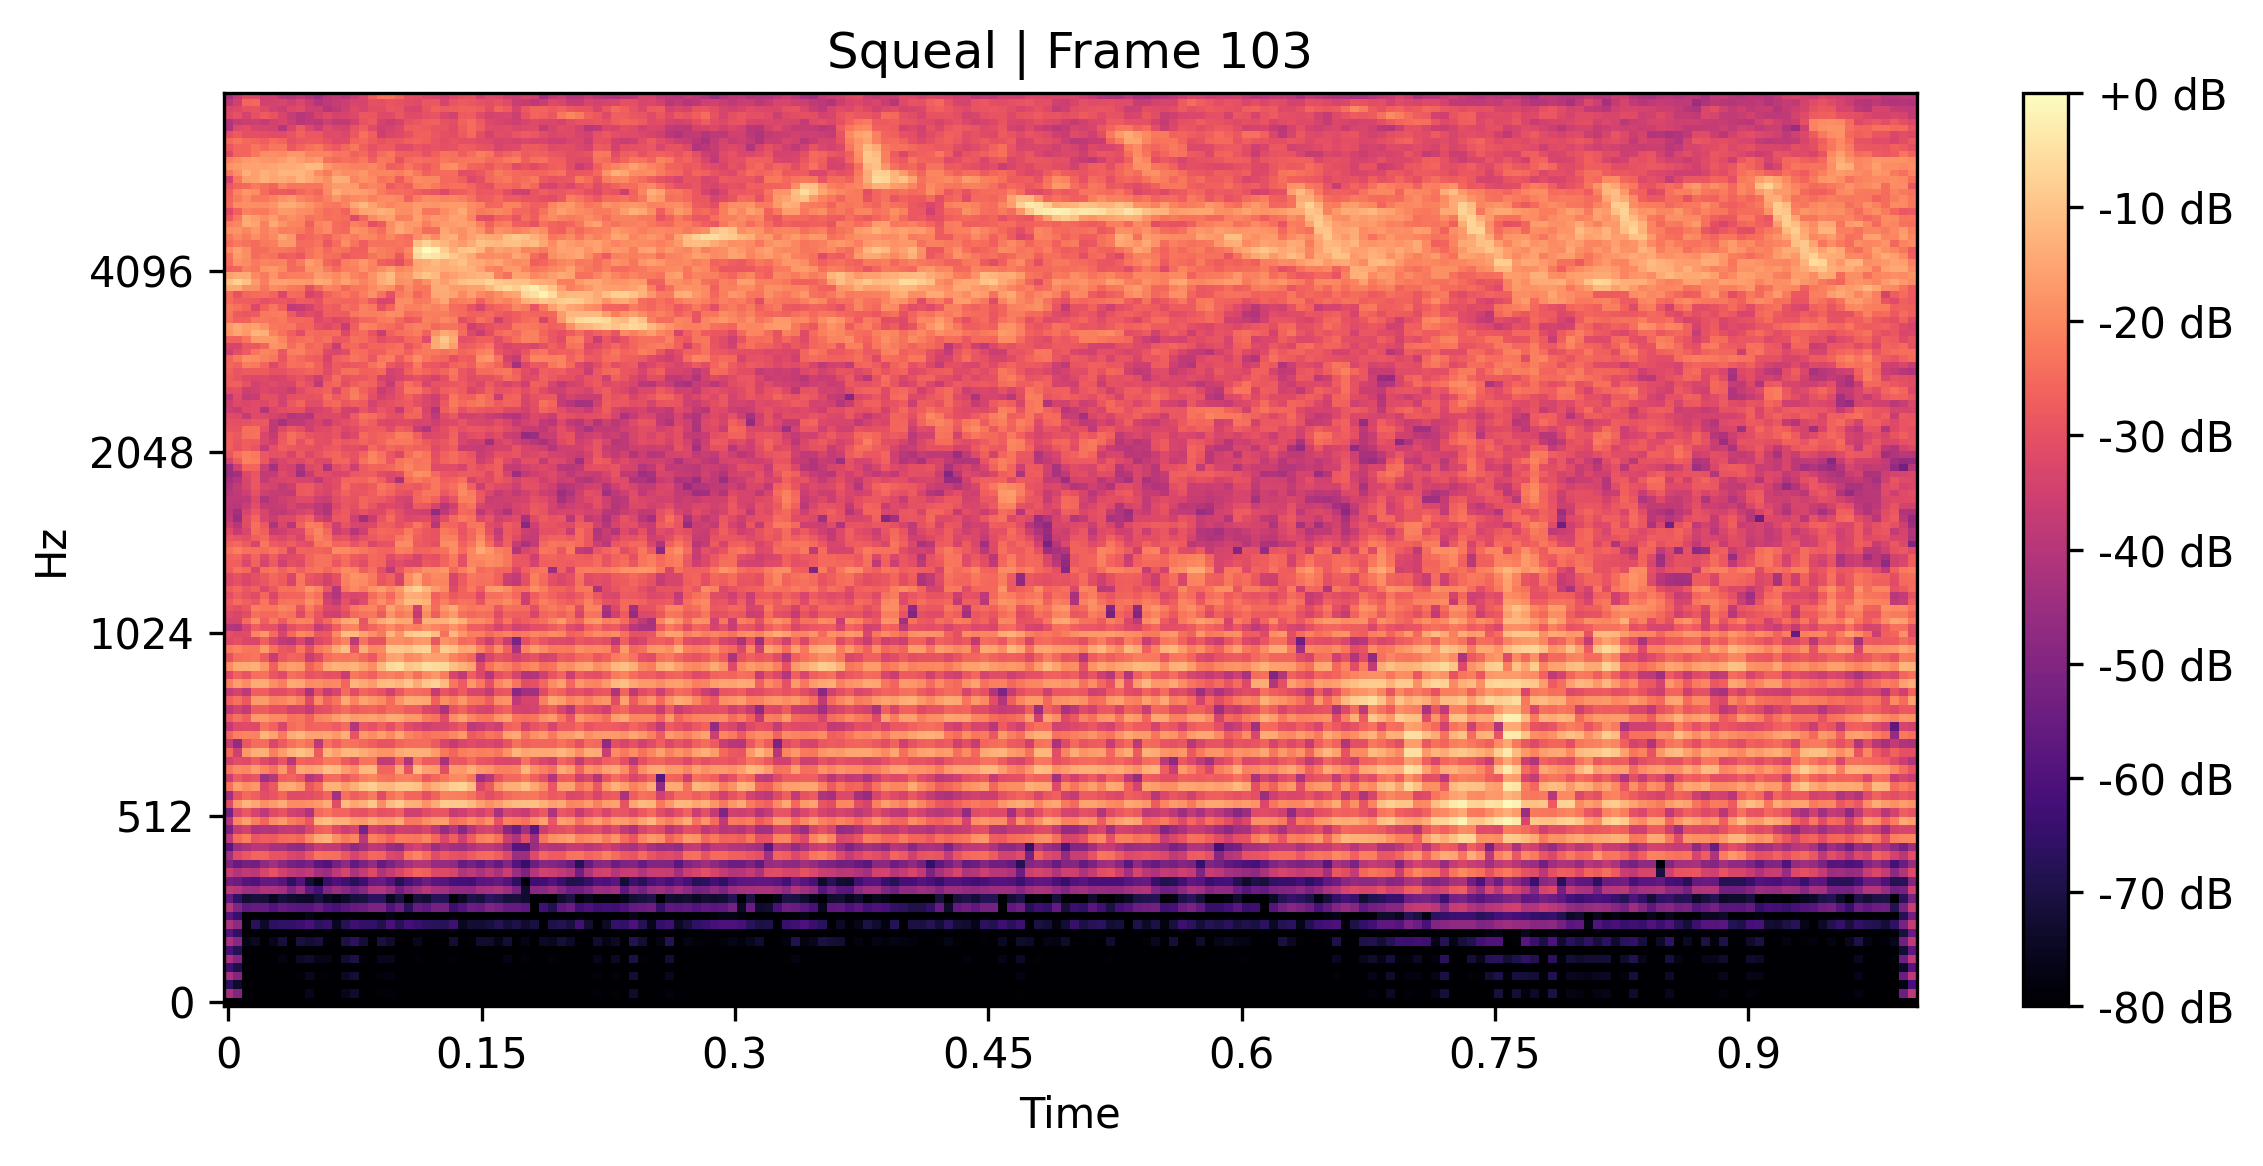 Squeal | Frame 103
Hz
4096
2048
1024
512
0
0 0.15 0.3 0.45 0.6 0.75 0.9
Time
+0 dB
-10 dB
-20 dB
-30 dB
-40 dB
-50 dB
-60 dB
-70 dB
-80 dB